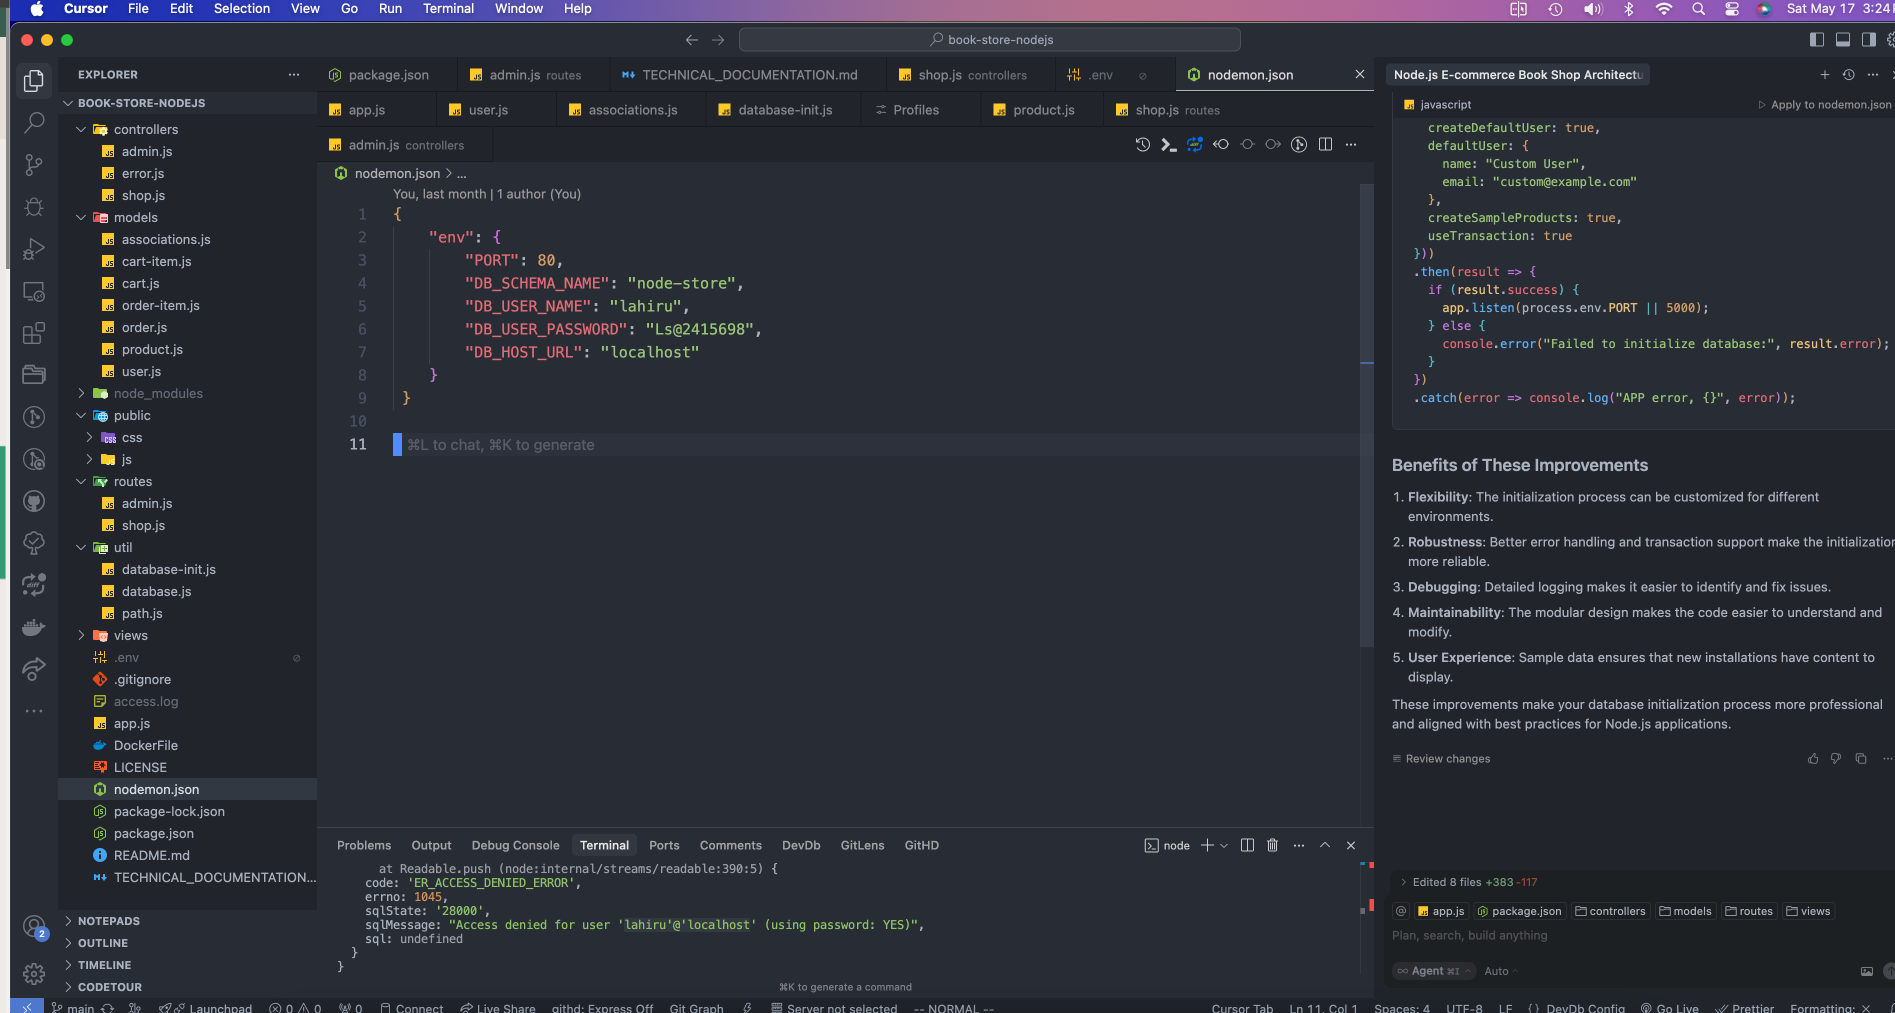 Cursor File Edit Selection View Go Run Terminal Window Help
Sat May 17 3:24
book-store-nodejs
EXPLORER
BOOK-STORE-NODEJS
controllers
admin.js
error.js
shop.js
models
associations.js
cart-item.js
cart.js
order-item.js
order.js
product.js
user.js
node_modules
public
css
js
routes
admin.js
shop.js
util
database-init.js
database.js
path.js
views
.env
.gitignore
access.log
app.js
DockerFile
LICENSE
nodemon.json
package-lock.json
package.json
README.md
TECHNICAL_DOCUMENTATION...
NOTEPADS
OUTLINE
TIMELINE
CODETOUR
2
package.json
admin.js routes
TECHNICAL_DOCUMENTATION.md
shop.js controllers
.env
nodemon.json
app.js
user.js
associations.js
database-init.js
Profiles
product.js
shop.js routes
admin.js controllers
nodemon.json > ...
You, last month | 1 author (You)
1 {
2 "env": {
3 "PORT": 80,
4 "DB_SCHEMA_NAME": "node-store",
5 "DB_USER_NAME": "lahiru",
6 "DB_USER_PASSWORD": "Ls@2415698",
7 "DB_HOST_URL": "localhost"
8 }
9 }
10
11 ⌘L to chat, ⌘K to generate
Problems Output Debug Console Terminal Ports Comments DevDb GitLens GitHD
node
at Readable.push (node:internal/streams/readable:390:5) {
code: 'ER_ACCESS_DENIED_ERROR',
errno: 1045,
sqlState: '28000',
sqlMessage: "Access denied for user 'lahiru'@'localhost' (using password: YES)",
sql: undefined
}
}
⌘K to generate a command
Node.js E-commerce Book Shop Architectu
javascript
Apply to nodemon.json
createDefaultUser: true,
defaultUser: {
name: "Custom User",
email: "custom@example.com"
},
createSampleProducts: true,
useTransaction: true
}))
.then(result => {
if (result.success) {
app.listen(process.env.PORT || 5000);
} else {
console.error("Failed to initialize database:", result.error);
}
})
.catch(error => console.log("APP error, {}", error));
Benefits of These Improvements
1. Flexibility: The initialization process can be customized for different
environments.
2. Robustness: Better error handling and transaction support make the initialization
more reliable.
3. Debugging: Detailed logging makes it easier to identify and fix issues.
4. Maintainability: The modular design makes the code easier to understand and
modify.
5. User Experience: Sample data ensures that new installations have content to
display.
These improvements make your database initialization process more professional
and aligned with best practices for Node.js applications.
Review changes
Edited 8 files +383 -117
@ app.js package.json controllers models routes views
Plan, search, build anything
Agent ⌘I Auto
main Launchpad 0 0 0 Connect Live Share githd: Express Off Git Graph Server not selected -- NORMAL --
Cursor Tab Ln 11, Col 1 Spaces: 4 UTF-8 LF {} DevDb Config Go Live Prettier Formatting: ×